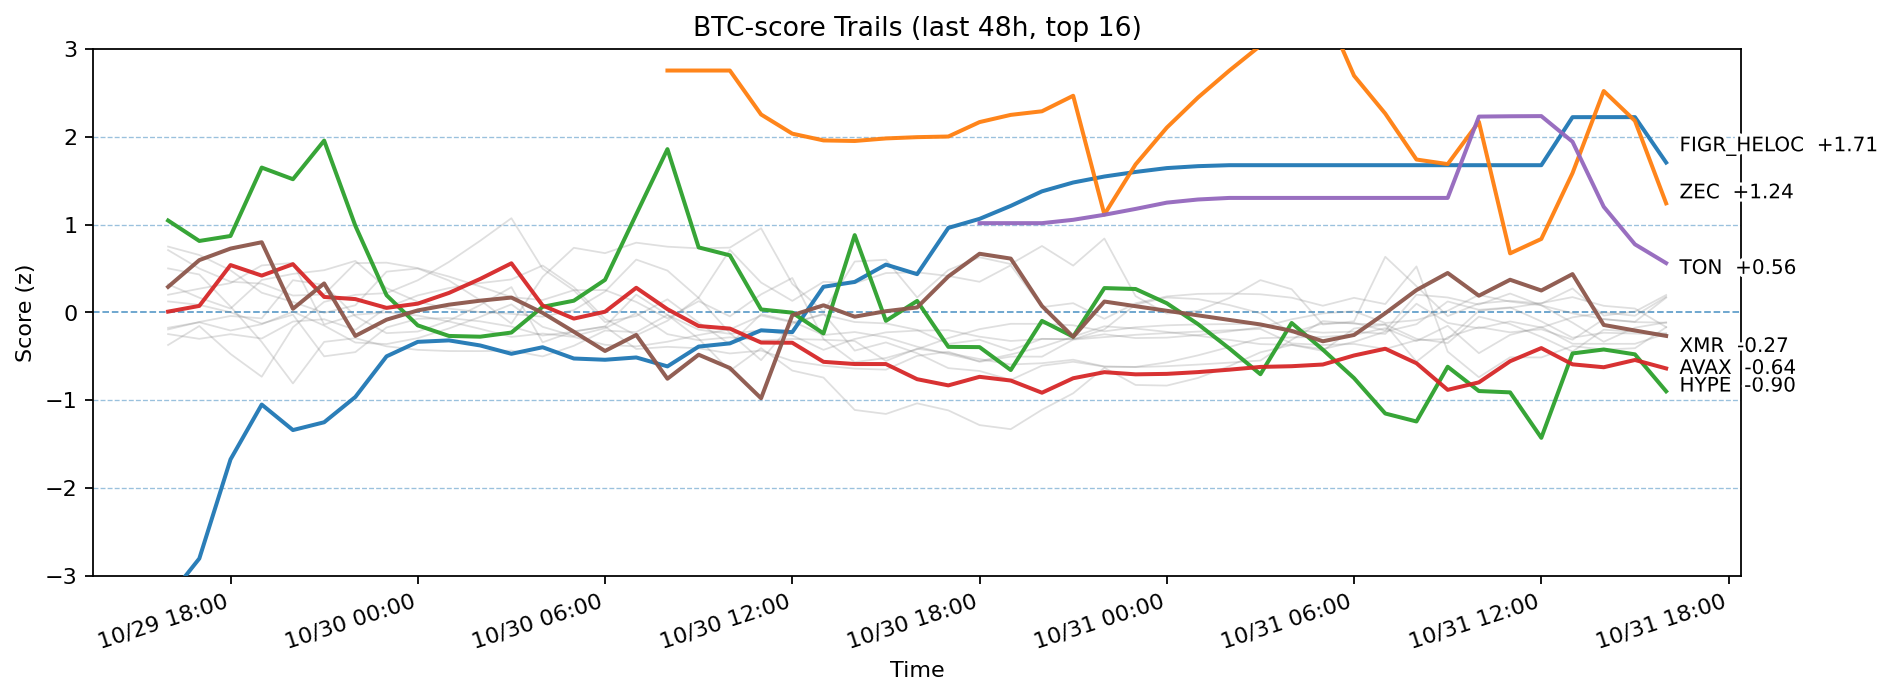 BTC-score Trails (last 48h, top 16)
Score (z)
3
2
1
0
−1
−2
−3
FIGR_HELOC +1.71
ZEC +1.24
TON +0.56
XMR -0.27
AVAX -0.64
HYPE -0.90
10/29 18:00
10/30 00:00
10/30 06:00
10/30 12:00
10/30 18:00
10/31 00:00
10/31 06:00
10/31 12:00
10/31 18:00
Time